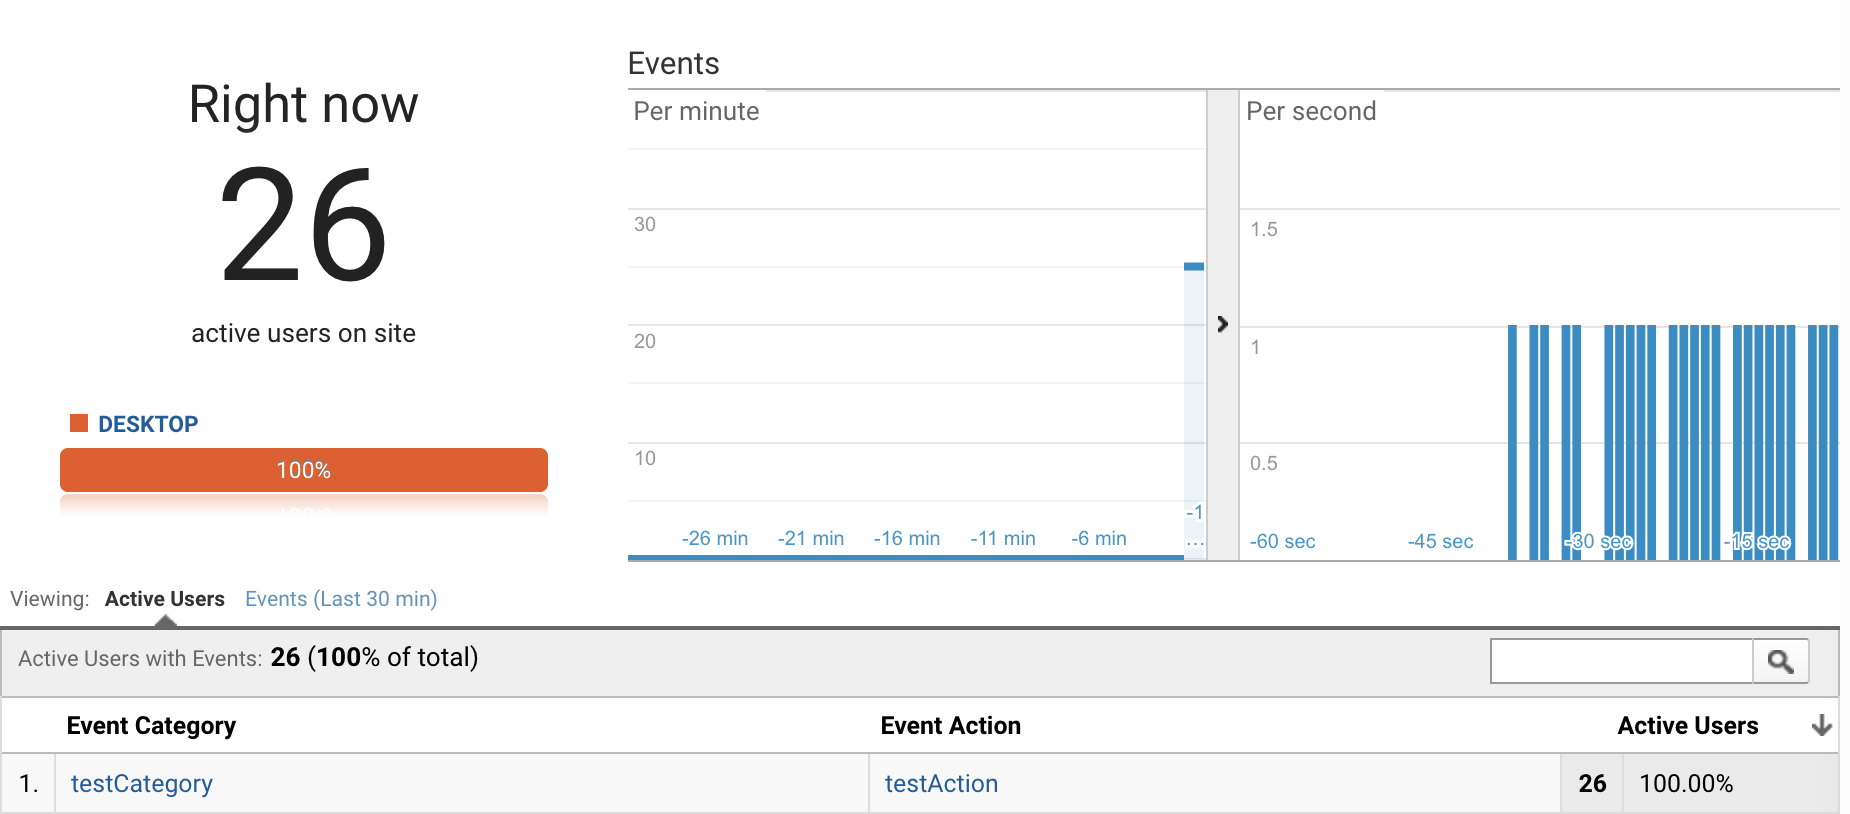 Right now
26
active users on site
DESKTOP
100%
Events
Per minute
30
20
10
-26 min
-21 min
-16 min
-11 min
-6 min
-1
...
Per second
1.5
1
0.5
-60 sec
-45 sec
-30 sec
-15 sec
Viewing: Active Users Events (Last 30 min)
Active Users with Events: 26 (100% of total)
Event Category Event Action Active Users
1. testCategory testAction 26 100.00%